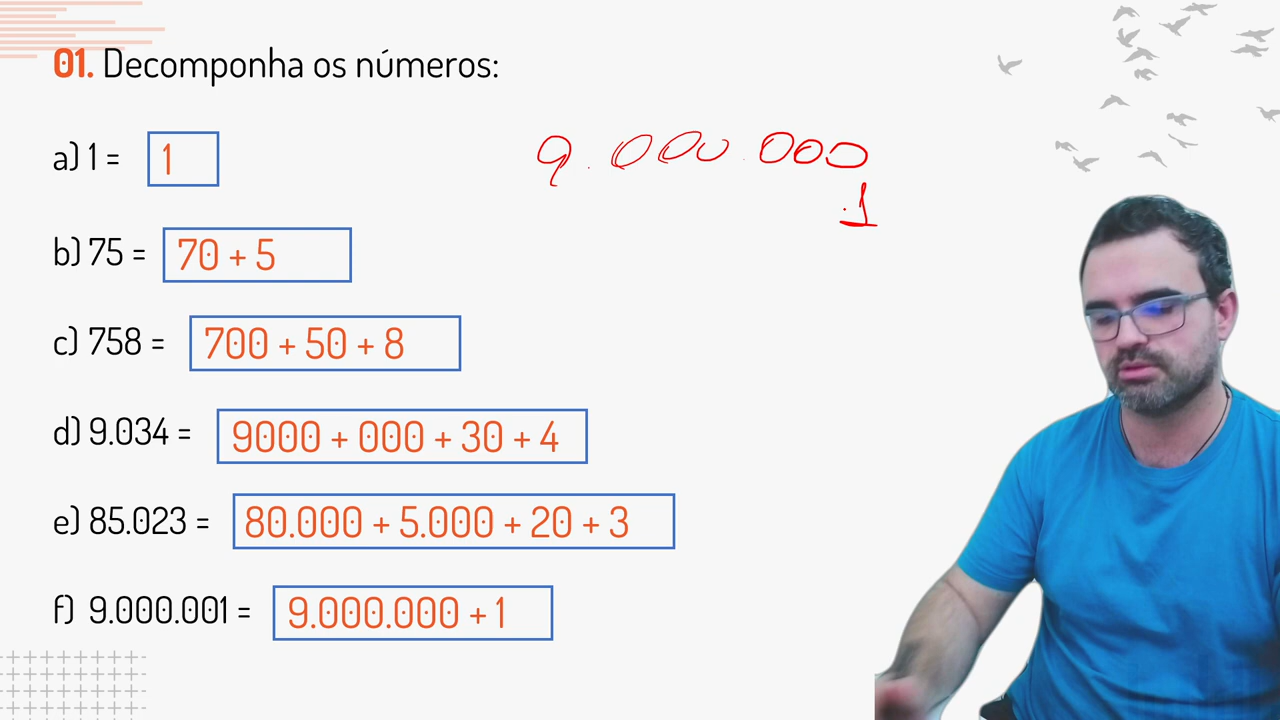 01. Decomponha os números:
a) 1 = 1
9.000.000
1
b) 75 = 70 + 5
c) 758 = 700 + 50 + 8
d) 9.034 = 9000 + 000 + 30 + 4
e) 85.023 = 80.000 + 5.000 + 20 + 3
f) 9.000.001 = 9.000.000 + 1